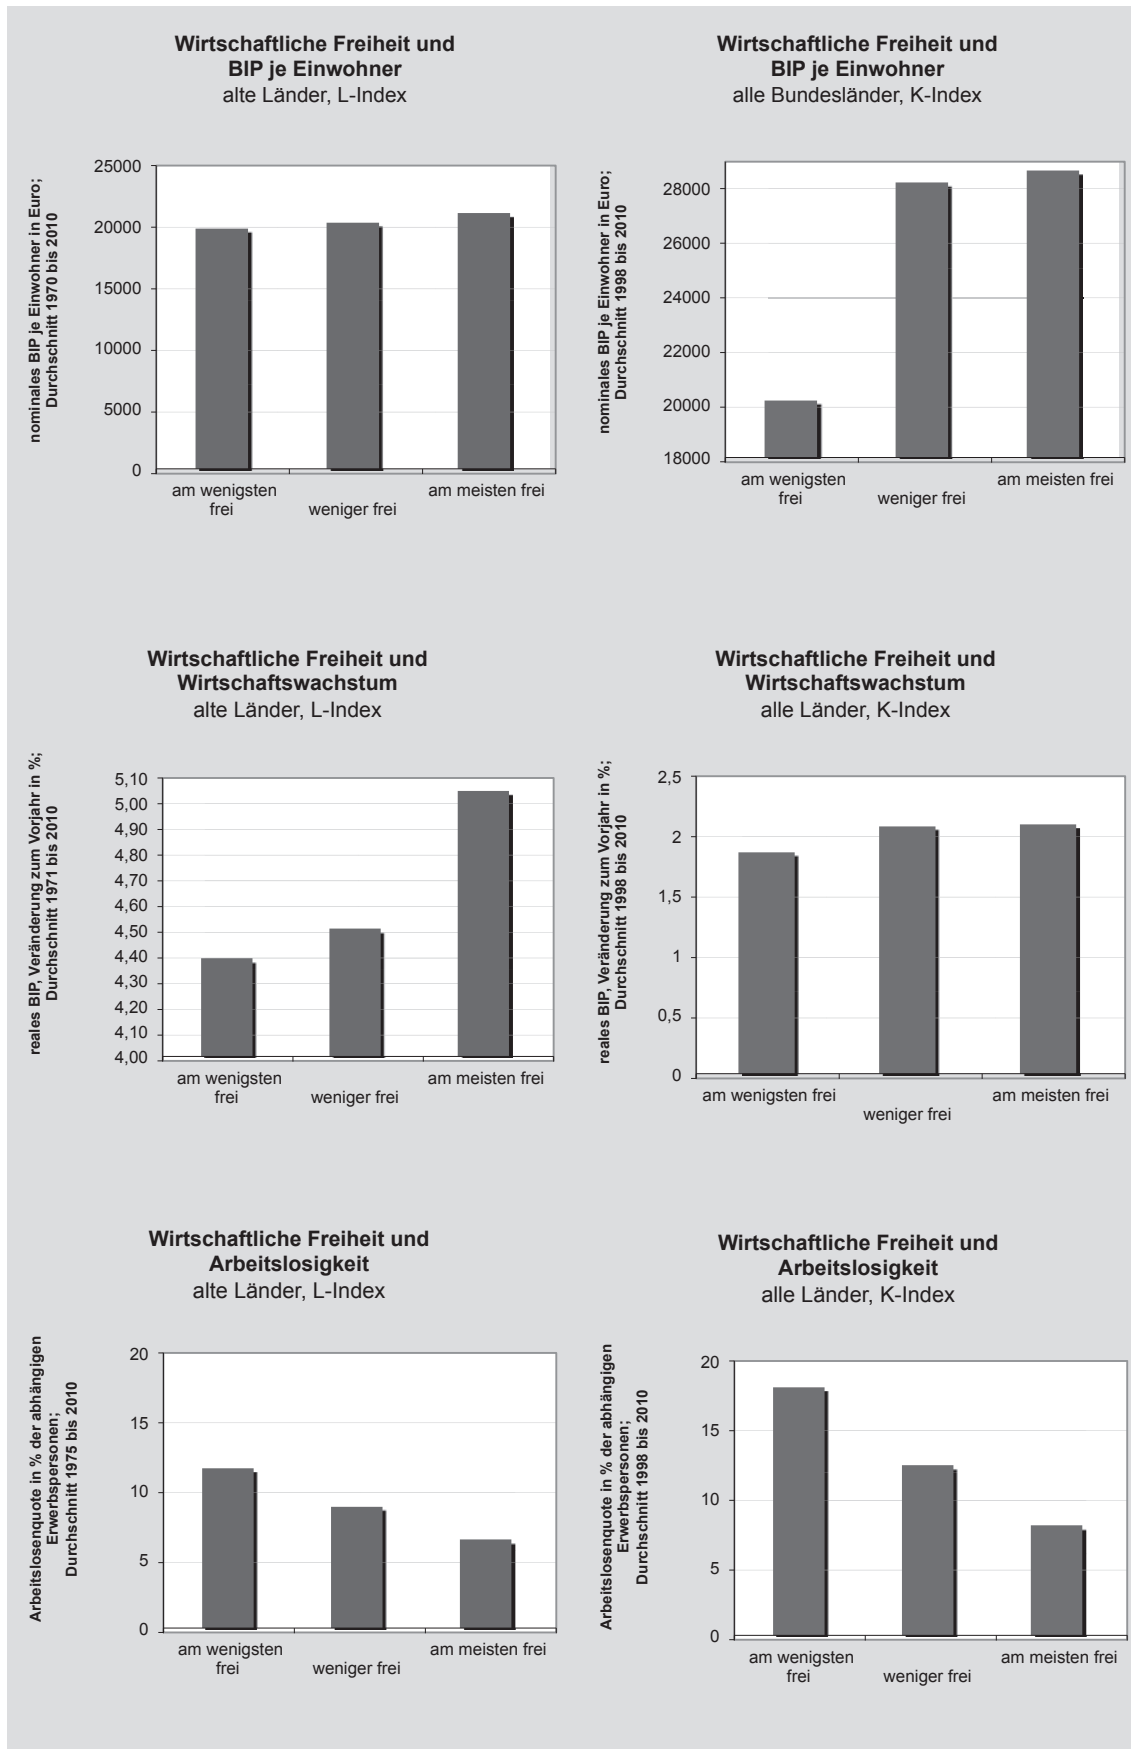 Wirtschaftliche Freiheit und
BIP je Einwohner
alte Länder, L-Index
nominales BIP je Einwohner in Euro;
Durchschnitt 1970 bis 2010
25000
20000
15000
10000
5000
0
am wenigsten
frei
weniger frei
am meisten frei
Wirtschaftliche Freiheit und
BIP je Einwohner
alle Bundesländer, K-Index
nominales BIP je Einwohner in Euro;
Durchschnitt 1998 bis 2010
28000
26000
24000
22000
20000
18000
am wenigsten
frei
weniger frei
am meisten frei
Wirtschaftliche Freiheit und
Wirtschaftswachstum
alte Länder, L-Index
reales BIP, Veränderung zum Vorjahr in %;
Durchschnitt 1971 bis 2010
5,10
5,00
4,90
4,80
4,70
4,60
4,50
4,40
4,30
4,20
4,10
4,00
am wenigsten
frei
weniger frei
am meisten frei
Wirtschaftliche Freiheit und
Wirtschaftswachstum
alle Länder, K-Index
reales BIP, Veränderung zum Vorjahr in %;
Durchschnitt 1998 bis 2010
2,5
2
1,5
1
0,5
0
am wenigsten frei
weniger frei
am meisten frei
Wirtschaftliche Freiheit und
Arbeitslosigkeit
alte Länder, L-Index
Arbeitslosenquote in % der abhängigen
Erwerbspersonen;
Durchschnitt 1975 bis 2010
20
15
10
5
0
am wenigsten
frei
weniger frei
am meisten frei
Wirtschaftliche Freiheit und
Arbeitslosigkeit
alle Länder, K-Index
Arbeitslosenquote in % der abhängigen
Erwerbspersonen;
Durchschnitt 1998 bis 2010
20
15
10
5
0
am wenigsten
frei
weniger frei
am meisten frei